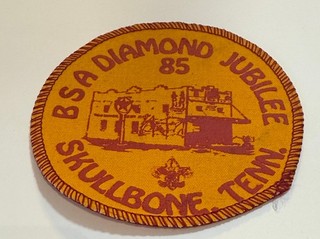 BSA DIAMOND JUBILEE
85
SKULLBONE, TENN.